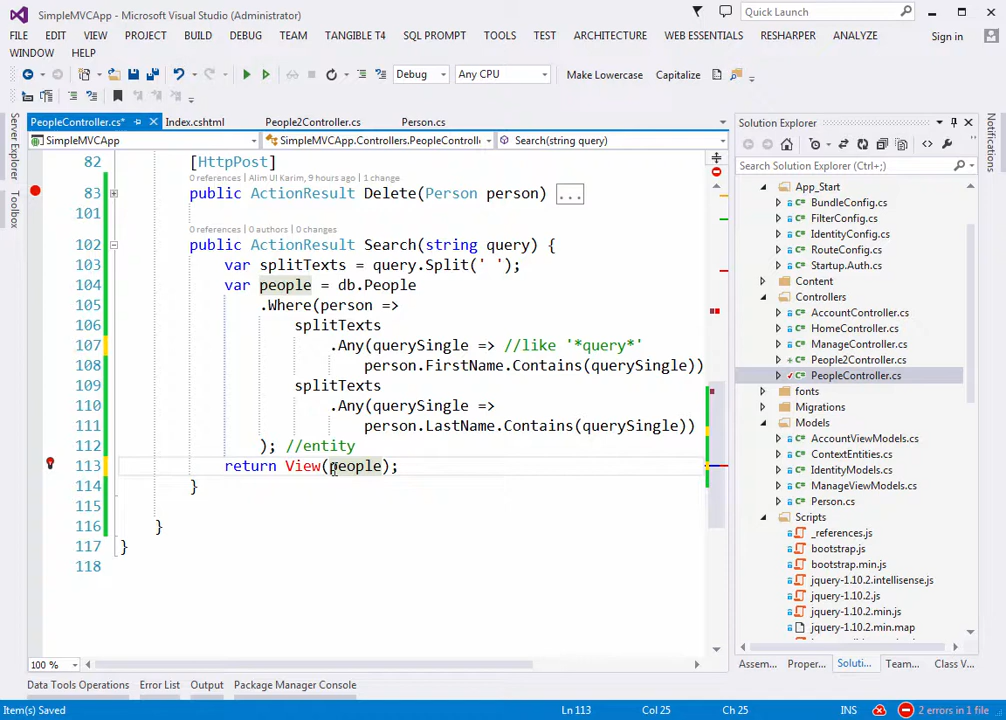 SimpleMVCApp - Microsoft Visual Studio (Administrator)
Quick Launch
FILE EDIT VIEW PROJECT BUILD DEBUG TEAM TANGIBLE T4 SQL PROMPT TOOLS TEST ARCHITECTURE WEB ESSENTIALS RESHARPER ANALYZE Sign in
WINDOW HELP
Debug Any CPU Make Lowercase Capitalize
Server Explorer
Toolbox
PeopleController.cs* Index.cshtml People2Controller.cs Person.cs
SimpleMVCApp SimpleMVCApp.Controllers.PeopleControll Search(string query)
82 [HttpPost]
0 references | Alim Ul Karim, 9 hours ago | 1 change
83 public ActionResult Delete(Person person) ...
101
0 references | 0 authors | 0 changes
102 public ActionResult Search(string query) {
103 var splitTexts = query.Split(' ');
104 var people = db.People
105 .Where(person =>
106 splitTexts
107 .Any(querySingle => //like '*query*'
108 person.FirstName.Contains(querySingle))
109 splitTexts
110 .Any(querySingle =>
111 person.LastName.Contains(querySingle))
112 ); //entity
113 return View(people);
114 }
115
116 }
117 }
118
100 %
Solution Explorer
Search Solution Explorer (Ctrl+;)
App_Start
BundleConfig.cs
FilterConfig.cs
IdentityConfig.cs
RouteConfig.cs
Startup.Auth.cs
Content
Controllers
AccountController.cs
HomeController.cs
ManageController.cs
People2Controller.cs
PeopleController.cs
fonts
Migrations
Models
AccountViewModels.cs
ContextEntities.cs
IdentityModels.cs
ManageViewModels.cs
Person.cs
Scripts
_references.js
bootstrap.js
bootstrap.min.js
jquery-1.10.2.intellisense.js
jquery-1.10.2.js
jquery-1.10.2.min.js
jquery-1.10.2.min.map
Assem... Proper... Soluti... Team... Class V...
Notifications
Data Tools Operations Error List Output Package Manager Console
Item(s) Saved Ln 113 Col 25 Ch 25 INS 2 errors in 1 file